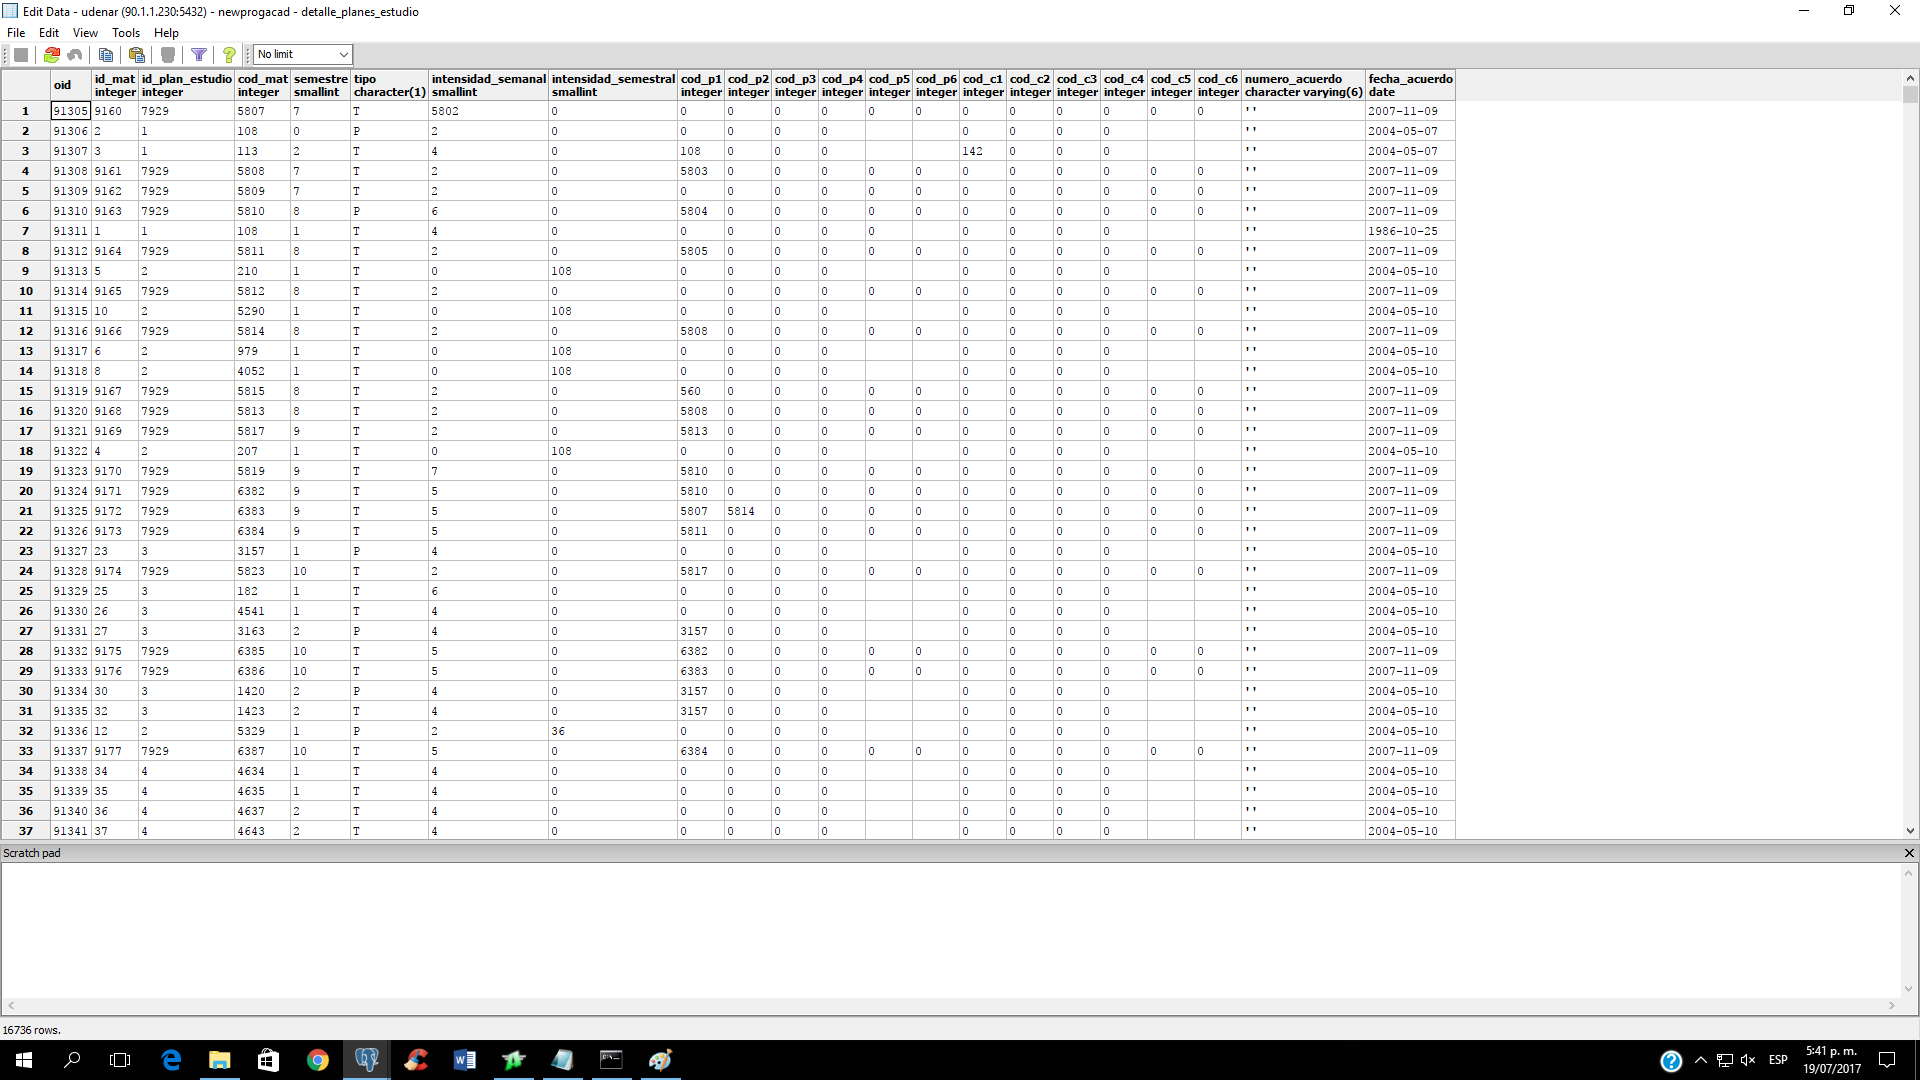 Edit Data - udenar (90.1.1.230:5432) - newprogacad - detalle_planes_estudio
File Edit View Tools Help
No limit
oid id_mat integer id_plan_estudio integer cod_mat integer semestre smallint tipo character(1) intensidad_semanal smallint intensidad_semestral smallint cod_p1 integer cod_p2 integer cod_p3 integer cod_p4 integer cod_p5 integer cod_p6 integer cod_c1 integer cod_c2 integer cod_c3 integer cod_c4 integer cod_c5 integer cod_c6 integer numero_acuerdo character varying(6) fecha_acuerdo date
1 91305 9160 7929 5807 7 T 5802 0 0 0 0 0 0 0 0 0 0 0 0 0 '' 2007-11-09
2 91306 2 1 108 0 P 2 0 0 0 0 0 0 0 0 0 '' 2004-05-07
3 91307 3 1 113 2 T 4 0 108 0 0 0 142 0 0 0 '' 2004-05-07
4 91308 9161 7929 5808 7 T 2 0 5803 0 0 0 0 0 0 0 0 0 0 0 '' 2007-11-09
5 91309 9162 7929 5809 7 T 2 0 0 0 0 0 0 0 0 0 0 0 0 0 '' 2007-11-09
6 91310 9163 7929 5810 8 P 6 0 5804 0 0 0 0 0 0 0 0 0 0 0 '' 2007-11-09
7 91311 1 1 108 1 T 4 0 0 0 0 0 0 0 0 0 '' 1986-10-25
8 91312 9164 7929 5811 8 T 2 0 5805 0 0 0 0 0 0 0 0 0 0 0 '' 2007-11-09
9 91313 5 2 210 1 T 0 108 0 0 0 0 0 0 0 0 '' 2004-05-10
10 91314 9165 7929 5812 8 T 2 0 0 0 0 0 0 0 0 0 0 0 0 0 '' 2007-11-09
11 91315 10 2 5290 1 T 0 108 0 0 0 0 0 0 0 0 '' 2004-05-10
12 91316 9166 7929 5814 8 T 2 0 5808 0 0 0 0 0 0 0 0 0 0 0 '' 2007-11-09
13 91317 6 2 979 1 T 0 108 0 0 0 0 0 0 0 0 '' 2004-05-10
14 91318 8 2 4052 1 T 0 108 0 0 0 0 0 0 0 0 '' 2004-05-10
15 91319 9167 7929 5815 8 T 2 0 560 0 0 0 0 0 0 0 0 0 0 0 '' 2007-11-09
16 91320 9168 7929 5813 8 T 2 0 5808 0 0 0 0 0 0 0 0 0 0 0 '' 2007-11-09
17 91321 9169 7929 5817 9 T 2 0 5813 0 0 0 0 0 0 0 0 0 0 0 '' 2007-11-09
18 91322 4 2 207 1 T 0 108 0 0 0 0 0 0 0 0 '' 2004-05-10
19 91323 9170 7929 5819 9 T 7 0 5810 0 0 0 0 0 0 0 0 0 0 0 '' 2007-11-09
20 91324 9171 7929 6382 9 T 5 0 5810 0 0 0 0 0 0 0 0 0 0 0 '' 2007-11-09
21 91325 9172 7929 6383 9 T 5 0 5807 5814 0 0 0 0 0 0 0 0 0 0 '' 2007-11-09
22 91326 9173 7929 6384 9 T 5 0 5811 0 0 0 0 0 0 0 0 0 0 0 '' 2007-11-09
23 91327 23 3 3157 1 P 4 0 0 0 0 0 0 0 0 0 '' 2004-05-10
24 91328 9174 7929 5823 10 T 2 0 5817 0 0 0 0 0 0 0 0 0 0 0 '' 2007-11-09
25 91329 25 3 182 1 T 6 0 0 0 0 0 0 0 0 0 '' 2004-05-10
26 91330 26 3 4541 1 T 4 0 0 0 0 0 0 0 0 0 '' 2004-05-10
27 91331 27 3 3163 2 P 4 0 3157 0 0 0 0 0 0 0 '' 2004-05-10
28 91332 9175 7929 6385 10 T 5 0 6382 0 0 0 0 0 0 0 0 0 0 0 '' 2007-11-09
29 91333 9176 7929 6386 10 T 5 0 6383 0 0 0 0 0 0 0 0 0 0 0 '' 2007-11-09
30 91334 30 3 1420 2 P 4 0 3157 0 0 0 0 0 0 0 '' 2004-05-10
31 91335 32 3 1423 2 T 4 0 3157 0 0 0 0 0 0 0 '' 2004-05-10
32 91336 12 2 5329 1 P 2 36 0 0 0 0 0 0 0 0 '' 2004-05-10
33 91337 9177 7929 6387 10 T 5 0 6384 0 0 0 0 0 0 0 0 0 0 0 '' 2007-11-09
34 91338 34 4 4634 1 T 4 0 0 0 0 0 0 0 0 0 '' 2004-05-10
35 91339 35 4 4635 1 T 4 0 0 0 0 0 0 0 0 0 '' 2004-05-10
36 91340 36 4 4637 2 T 4 0 0 0 0 0 0 0 0 0 '' 2004-05-10
37 91341 37 4 4643 2 T 4 0 0 0 0 0 0 0 0 0 '' 2004-05-10
Scratch pad
16736 rows.
ESP 5:41 p. m.
19/07/2017